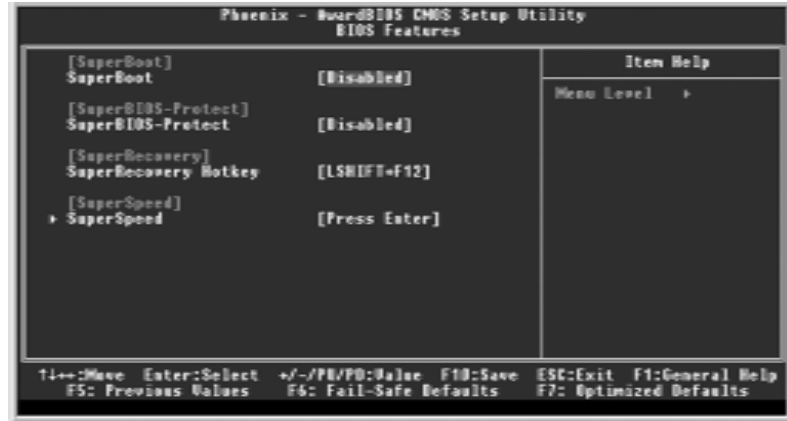 Phoenix - AwardBIOS CMOS Setup Utility
BIOS Features
[SuperBoot]
SuperBoot [Disabled]
[SuperBIOS-Protect]
SuperBIOS-Protect [Disabled]
[SuperRecovery]
SuperRecovery Hotkey [LSHIFT+F12]
[SuperSpeed]
▸ SuperSpeed [Press Enter]
Item Help
Menu Level ▸
↑↓←→:Move Enter:Select +/-/PU/PD:Value F10:Save ESC:Exit F1:General Help
F5: Previous Values F6: Fail-Safe Defaults F7: Optimized Defaults